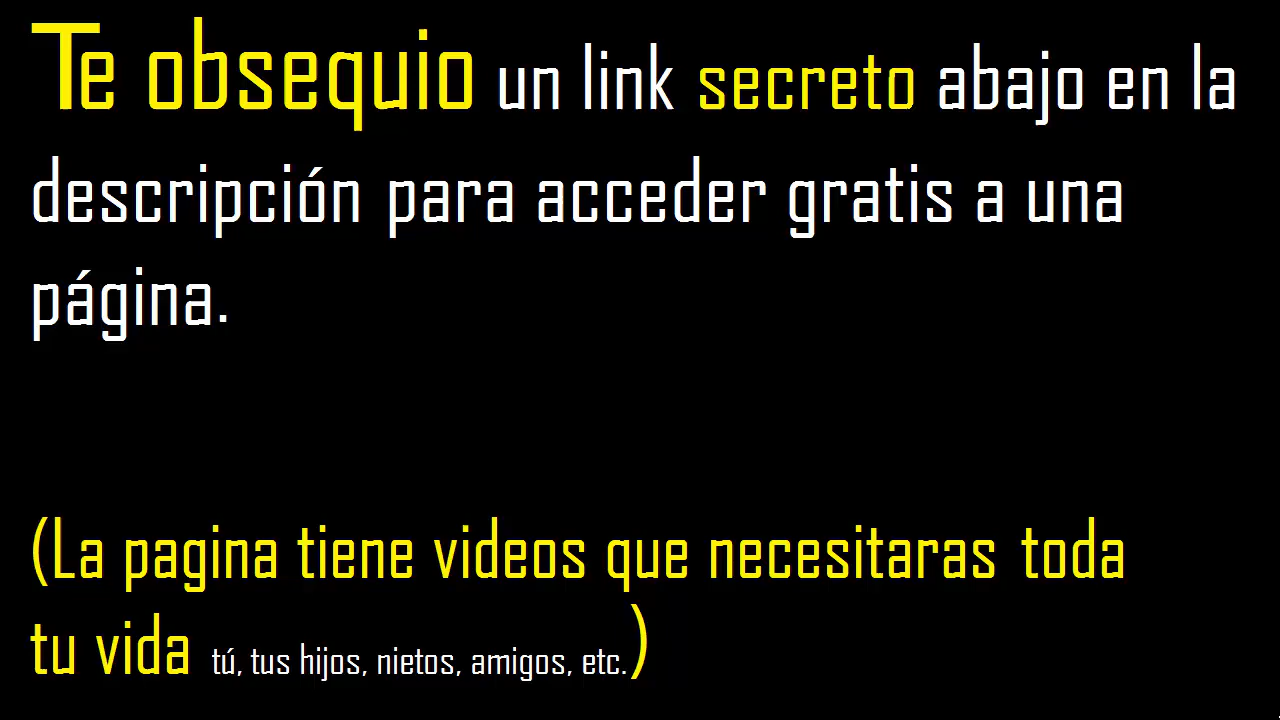 Te obsequio un link secreto abajo en la
descripción para acceder gratis a una
página.
(La pagina tiene videos que necesitaras toda
tu vida tú, tus hijos, nietos, amigos, etc.)